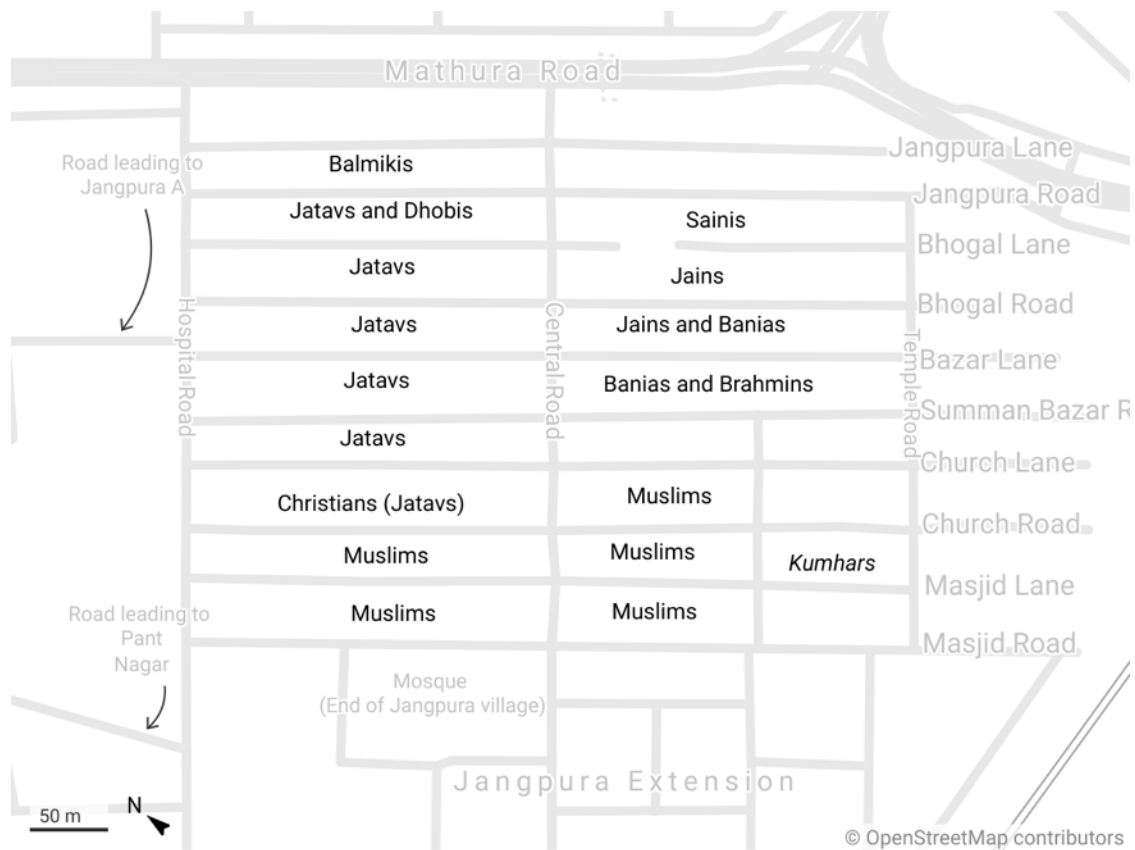 Mathura Road
Jangpura Lane
Road leading to
Jangpura A
Balmikis
Jangpura Road
Jatavs and Dhobis
Sainis
Bhogal Lane
Jatavs
Jains
Bhogal Road
Hospital Road
Central Road
Temple Road
Jatavs
Jains and Banias
Bazar Lane
Jatavs
Banias and Brahmins
Summan Bazar R
Jatavs
Church Lane
Christians (Jatavs)
Muslims
Church Road
Muslims
Muslims
Kumhars
Masjid Lane
Road leading to
Pant
Nagar
Muslims
Muslims
Masjid Road
Mosque
(End of Jangpura village)
Jangpura Extension
50 m
N
© OpenStreetMap contributors